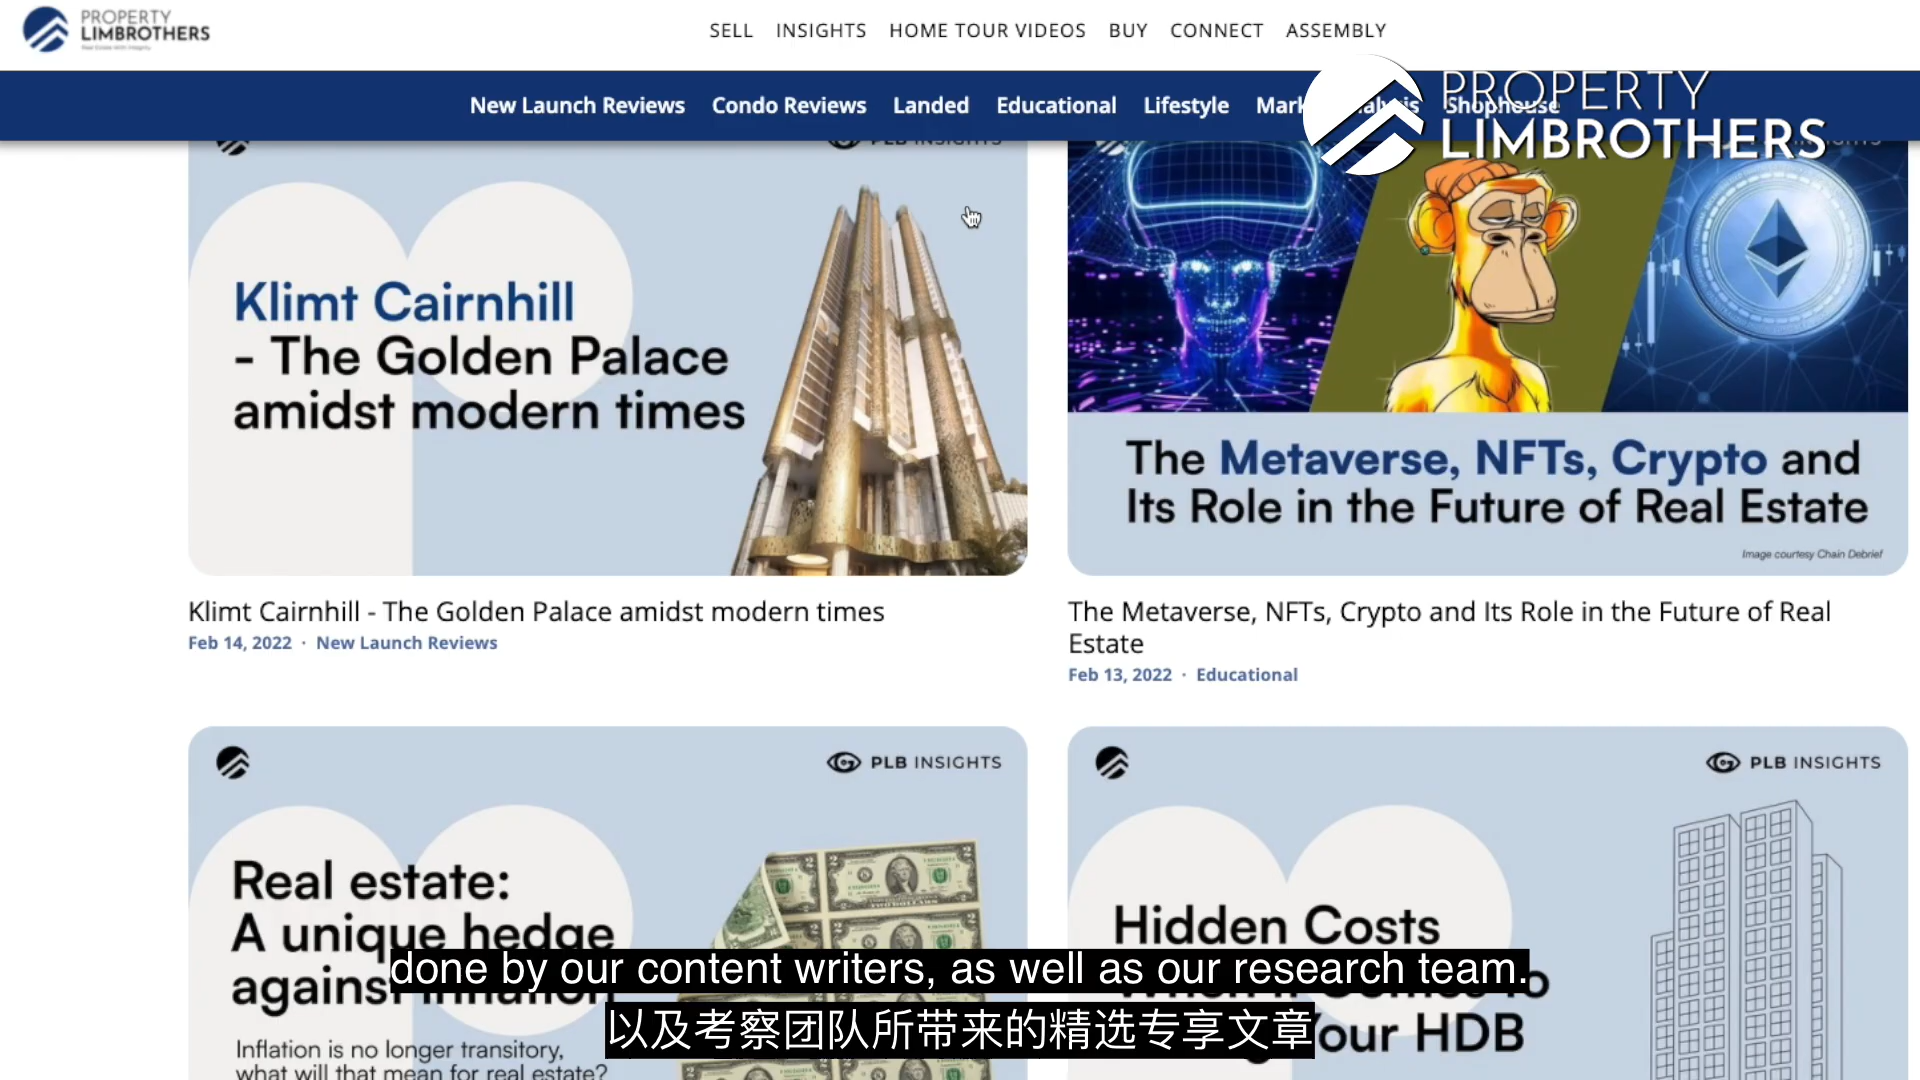 PROPERTY
LIMBROTHERS
SELL INSIGHTS HOME TOUR VIDEOS BUY CONNECT ASSEMBLY
New Launch Reviews Condo Reviews Landed Educational Lifestyle Shophouse
PROPERTY
LIMBROTHERS
PLB INSIGHTS
Klimt Cairnhill
- The Golden Palace
amidst modern times
The Metaverse, NFTs, Crypto and
Its Role in the Future of Real Estate
Image courtesy Chain Debrief
Klimt Cairnhill - The Golden Palace amidst modern times
Feb 14, 2022 · New Launch Reviews
The Metaverse, NFTs, Crypto and Its Role in the Future of Real
Estate
Feb 13, 2022 · Educational
PLB INSIGHTS
PLB INSIGHTS
Real estate:
A unique hedge
against inflation
Inflation is no longer transitory,
what will that mean for real estate?
Hidden Costs
our HDB
done by our content writers, as well as our research team.
以及考察团队所带来的精选专享文章